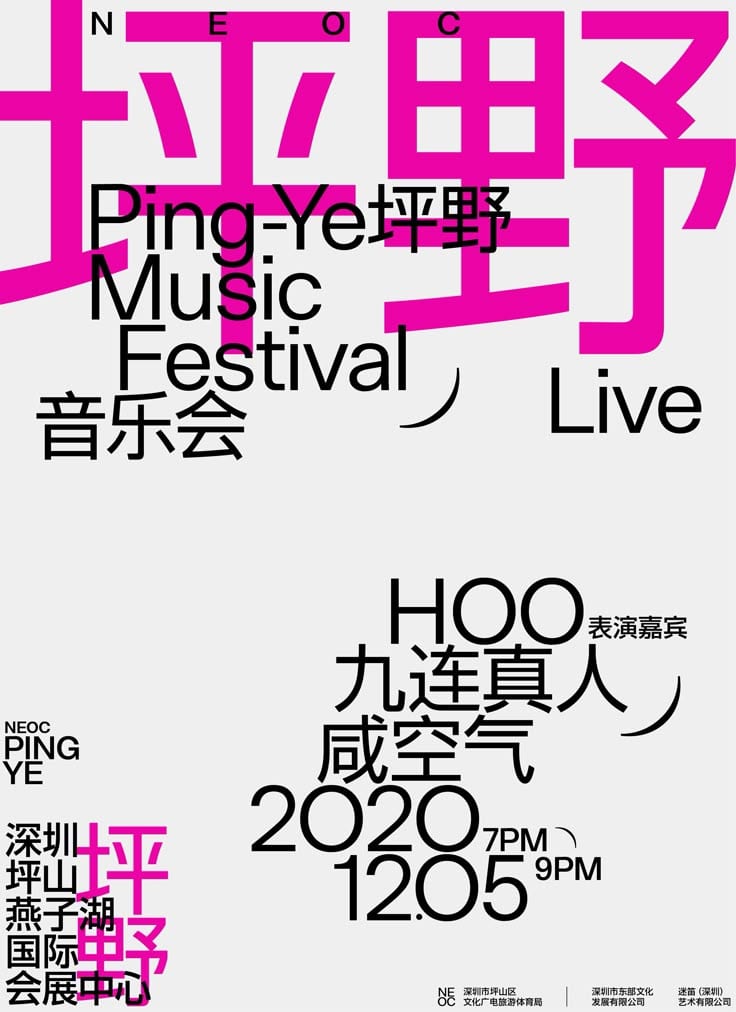 N E O C
坪野
Ping-Ye坪野
Music
Festival
音乐会
Live
HOO 表演嘉宾
九连真人
咸空气
2020 7PM
12.05 9PM
NEOC
PING
YE
深圳
坪山
燕子湖
国际
会展中心
坪
野
NE
OC
深圳市坪山区
文化广电旅游体育局
深圳市东部文化
发展有限公司
迷笛(深圳)
艺术有限公司